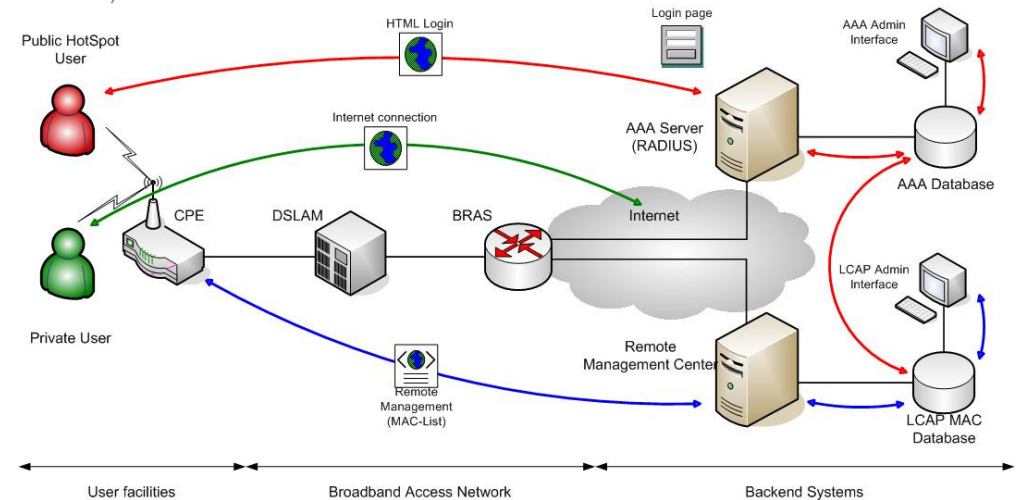 HTML Login
Login page
AAA Admin
Interface
Public HotSpot
User
Internet connection
AAA Server
(RADIUS)
AAA Database
CPE
DSLAM
BRAS
Internet
LCAP Admin
Interface
Private User
Remote
Management Center
Remote
Management
(MAC-List)
LCAP MAC
Database
User facilities
Broadband Access Network
Backend Systems